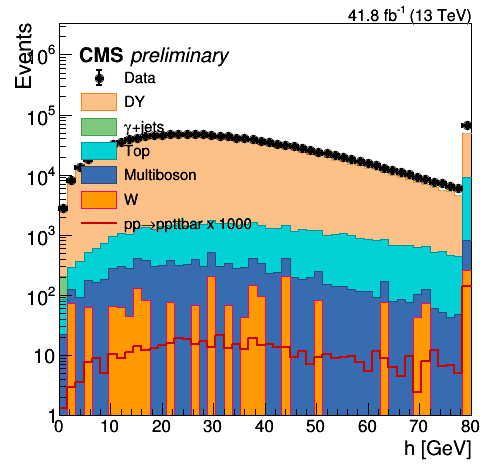 41.8 fb⁻¹ (13 TeV)
Events
CMS preliminary
Data
DY
γ+jets
Top
Multiboson
W
pp→ppttbar x 1000
10⁶
10⁵
10⁴
10³
10²
10
1
0 10 20 30 40 50 60 70 80
h [GeV]